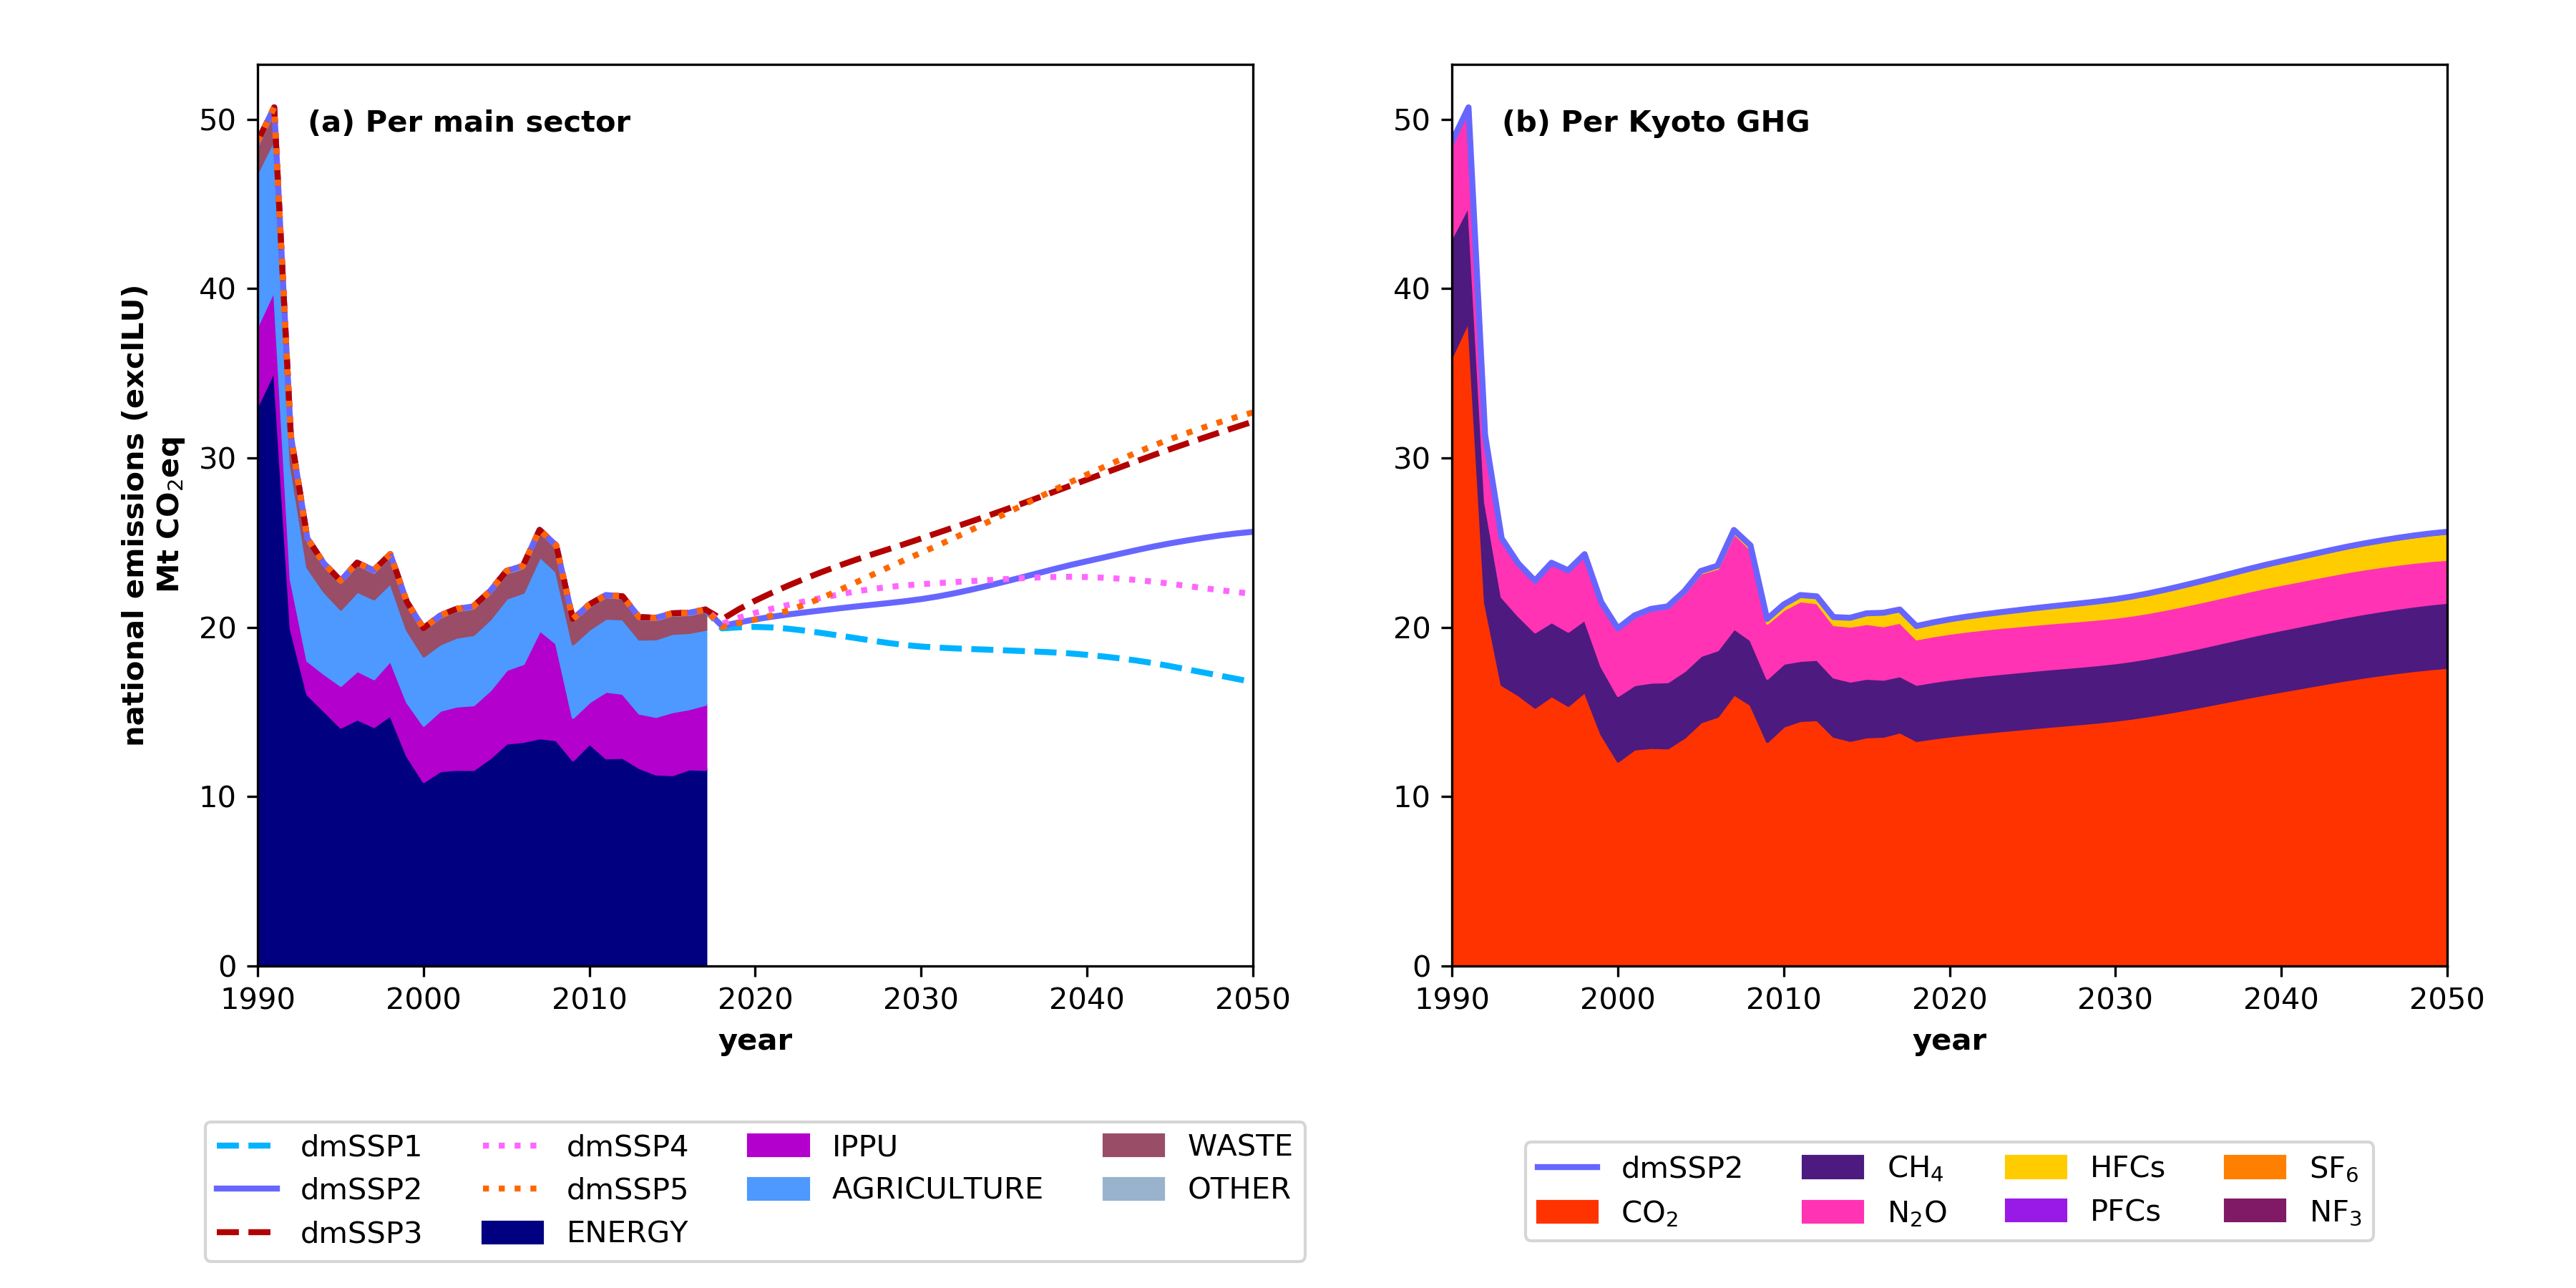 (a) Per main sector
national emissions (exclLU)
Mt CO₂eq
50
40
30
20
10
0
1990 2000 2010 2020 2030 2040 2050
year
dmSSP1 dmSSP4 IPPU WASTE
dmSSP2 dmSSP5 AGRICULTURE OTHER
dmSSP3 ENERGY
(b) Per Kyoto GHG
50
40
30
20
10
0
1990 2000 2010 2020 2030 2040 2050
year
dmSSP2 CH₄ HFCs SF₆
CO₂ N₂O PFCs NF₃